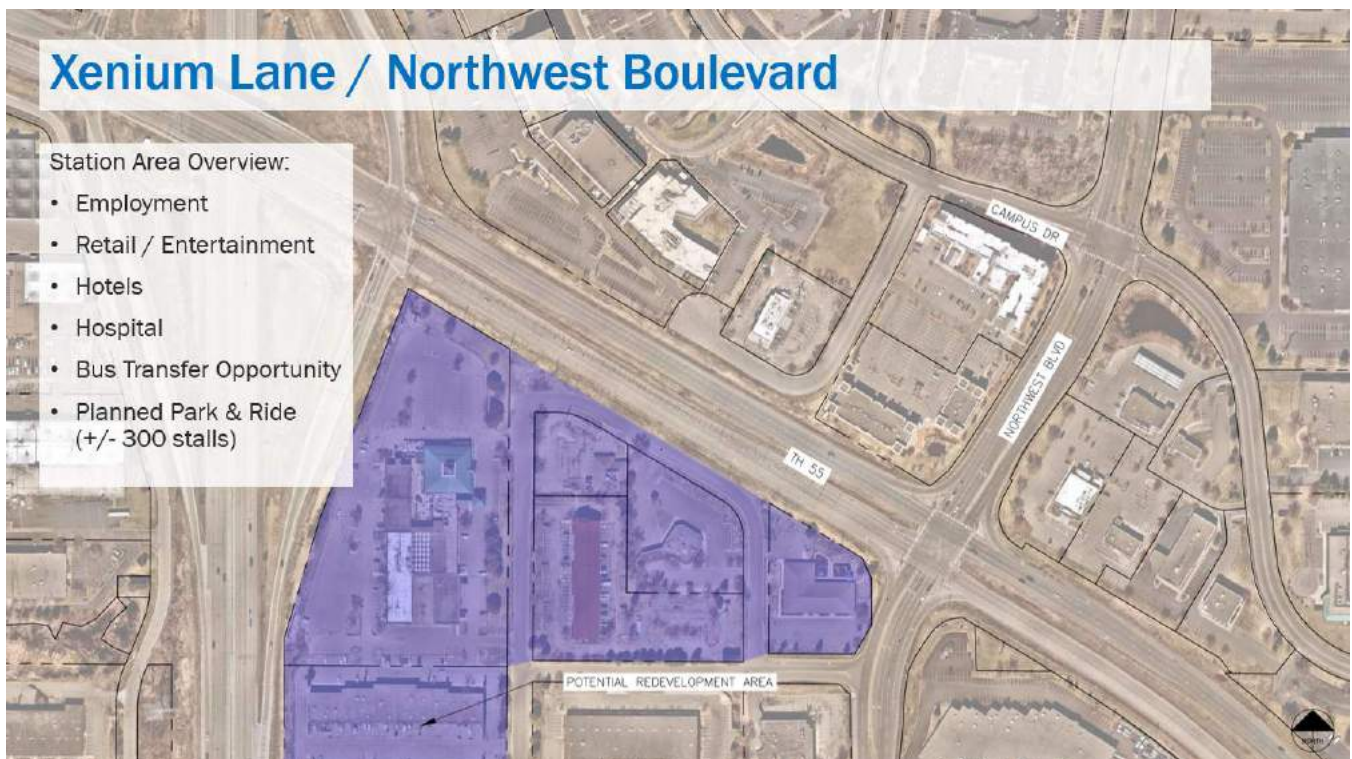 Xenium Lane / Northwest Boulevard
Station Area Overview:
• Employment
• Retail / Entertainment
• Hotels
• Hospital
• Bus Transfer Opportunity
• Planned Park & Ride
(+/- 300 stalls)
CAMPUS DR
NORTHWEST BLVD
TH 55
POTENTIAL REDEVELOPMENT AREA
NORTH